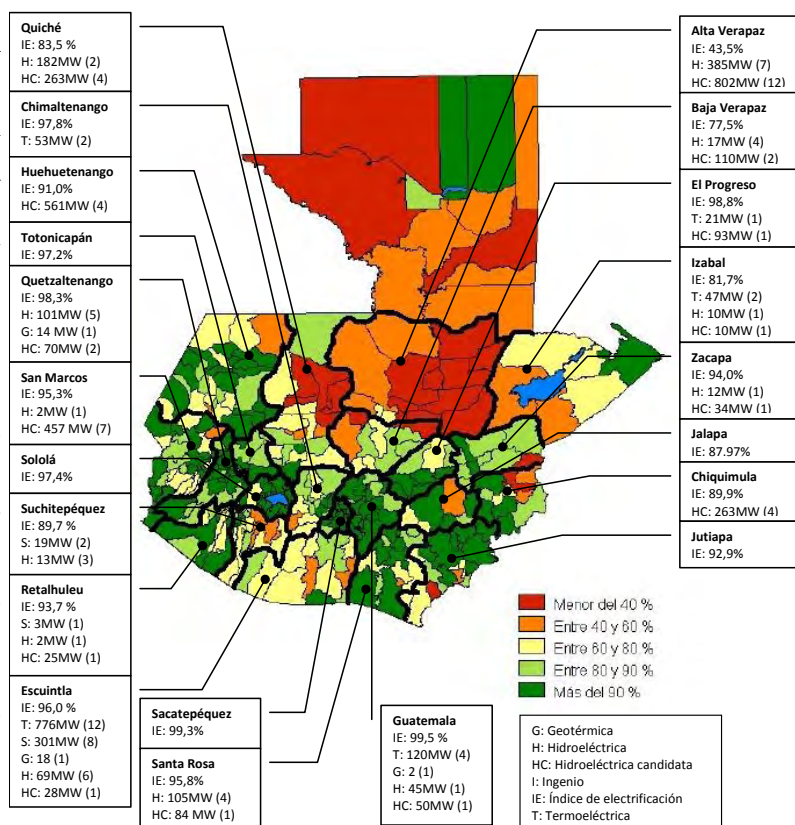 Quiché
IE: 83,5 %
H: 182MW (2)
HC: 263MW (4)
Chimaltenango
IE: 97,8%
T: 53MW (2)
Huehuetenango
IE: 91,0%
HC: 561MW (4)
Totonicapán
IE: 97,2%
Quetzaltenango
IE: 98,3%
H: 101MW (5)
G: 14 MW (1)
HC: 70MW (2)
San Marcos
IE: 95,3%
H: 2MW (1)
HC: 457 MW (7)
Sololá
IE: 97,4%
Suchitepéquez
IE: 89,7 %
S: 19MW (2)
H: 13MW (3)
Retalhuleu
IE: 93,7 %
S: 3MW (1)
H: 2MW (1)
HC: 25MW (1)
Escuintla
IE: 96,0 %
T: 776MW (12)
S: 301MW (8)
G: 18 (1)
H: 69MW (6)
HC: 28MW (1)
Sacatepéquez
IE: 99,3%
Santa Rosa
IE: 95,8%
H: 105MW (4)
HC: 84 MW (1)
Guatemala
IE: 99,5 %
T: 120MW (4)
G: 2 (1)
H: 45MW (1)
HC: 50MW (1)
Alta Verapaz
IE: 43,5%
H: 385MW (7)
HC: 802MW (12)
Baja Verapaz
IE: 77,5%
H: 17MW (4)
HC: 110MW (2)
El Progreso
IE: 98,8%
T: 21MW (1)
HC: 93MW (1)
Izabal
IE: 81,7%
T: 47MW (2)
H: 10MW (1)
HC: 10MW (1)
Zacapa
IE: 94,0%
H: 12MW (1)
HC: 34MW (1)
Jalapa
IE: 87.97%
Chiquimula
IE: 89,9%
HC: 263MW (4)
Jutiapa
IE: 92,9%
Menor del 40 %
Entre 40 y 60 %
Entre 60 y 80 %
Entre 80 y 90 %
Más del 90 %
G: Geotérmica
H: Hidroeléctrica
HC: Hidroeléctrica candidata
I: Ingenio
IE: Índice de electrificación
T: Termoeléctrica